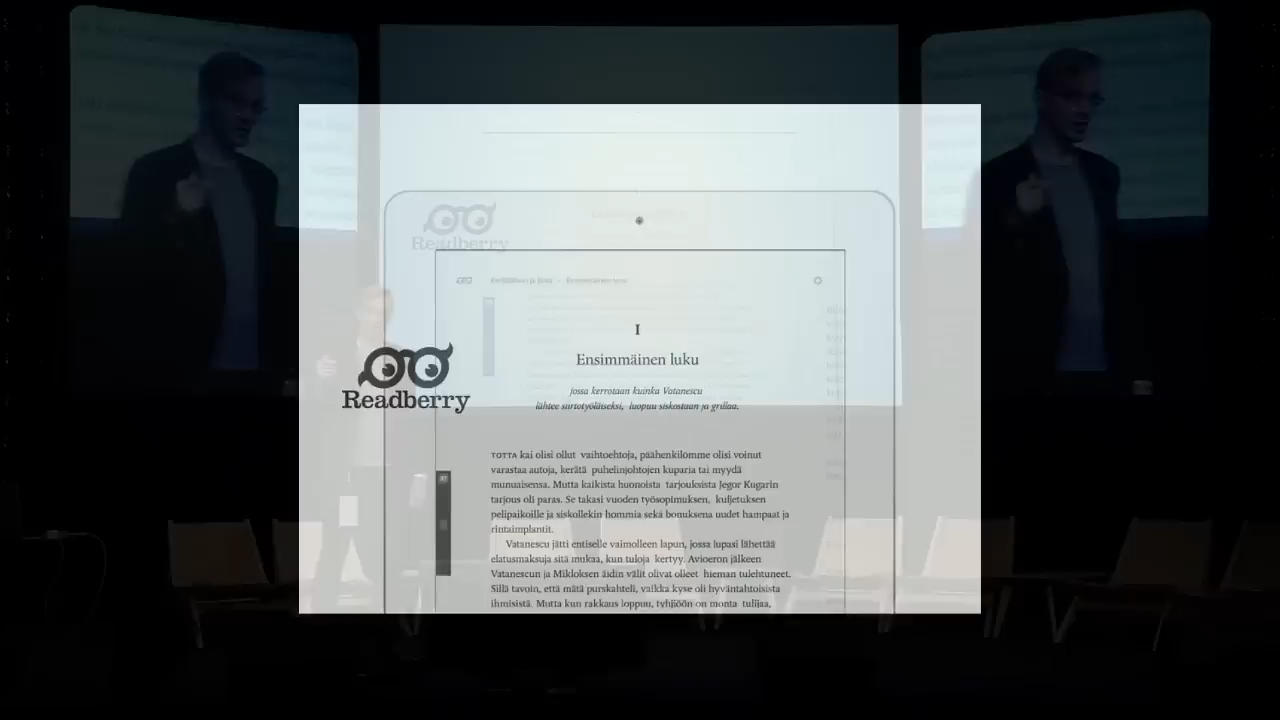 Readberry
Readberry
I
Ensimmäinen luku
jossa kerrotaan kuinka Vatanescu
lähtee siirtotyöläiseksi, luopuu siskostaan ja grillaa.
TOTTA kai olisi ollut vaihtoehtoja, päähenkilömme olisi voinut
varastaa autoja, kerätä puhelinjohtojen kuparia tai myydä
munuaisensa. Mutta kaikista huonoista tarjouksista Jegor Kugarin
tarjous oli paras. Se takasi vuoden työsopimuksen, kuljetuksen
pelipaikoille ja siskollekin hommia sekä bonuksena uudet hampaat ja
rintaimplantit.
Vatanescu jätti entiselle vaimolleen lapun, jossa lupasi lähettää
elatusmaksuja sitä mukaa, kun tuloja kertyy. Avioeron jälkeen
Vatanescun ja Mikloksen äidin välit olivat olleet hieman tulehtuneet.
Sillä tavoin, että mätä purskahteli, vaikka kyse oli hyväntahtoisista
ihmisistä. Mutta kun rakkaus loppuu, tyhjiöön on monta tulijaa,